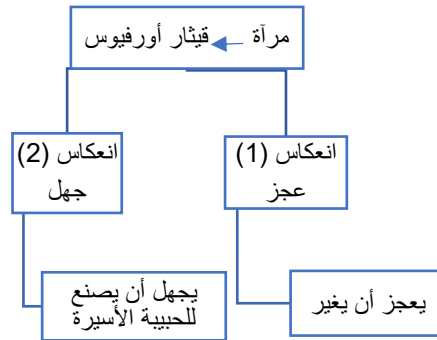 مرآة قيثار أورفيوس
انعكاس (1)
عجز
انعكاس (2)
جهل
يعجز أن يغير
يجهل أن يصنع
للحبيبة الأسيرة